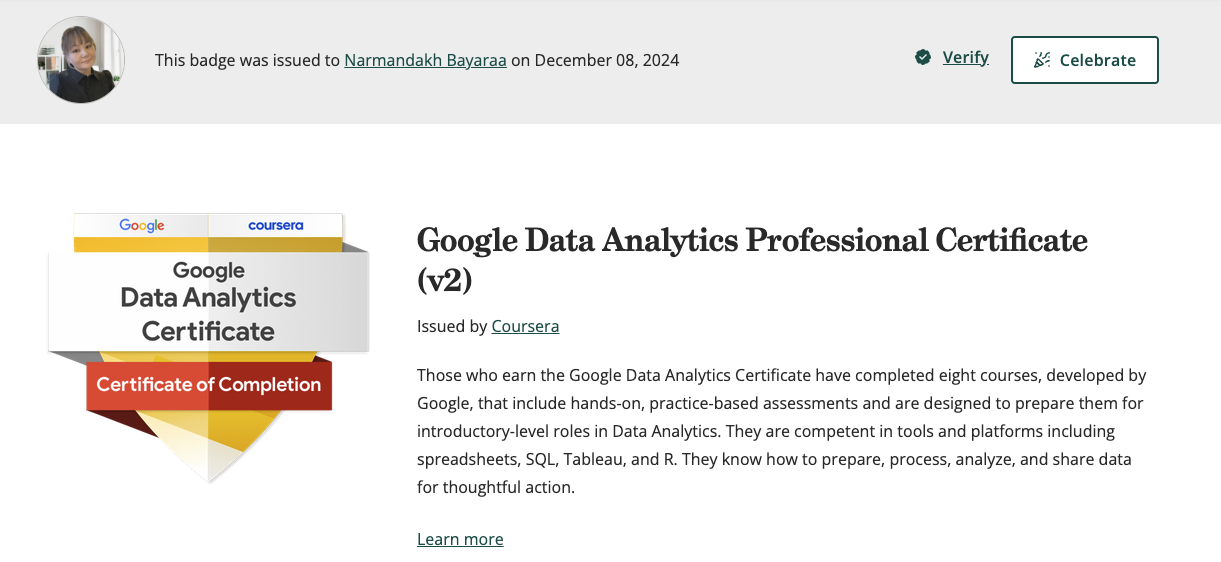 This badge was issued to Narmandakh Bayaraa on December 08, 2024
Verify
Celebrate
Google
coursera
Google
Data Analytics
Certificate
Certificate of Completion
Google Data Analytics Professional Certificate
(v2)
Issued by Coursera
Those who earn the Google Data Analytics Certificate have completed eight courses, developed by
Google, that include hands-on, practice-based assessments and are designed to prepare them for
introductory-level roles in Data Analytics. They are competent in tools and platforms including
spreadsheets, SQL, Tableau, and R. They know how to prepare, process, analyze, and share data
for thoughtful action.
Learn more